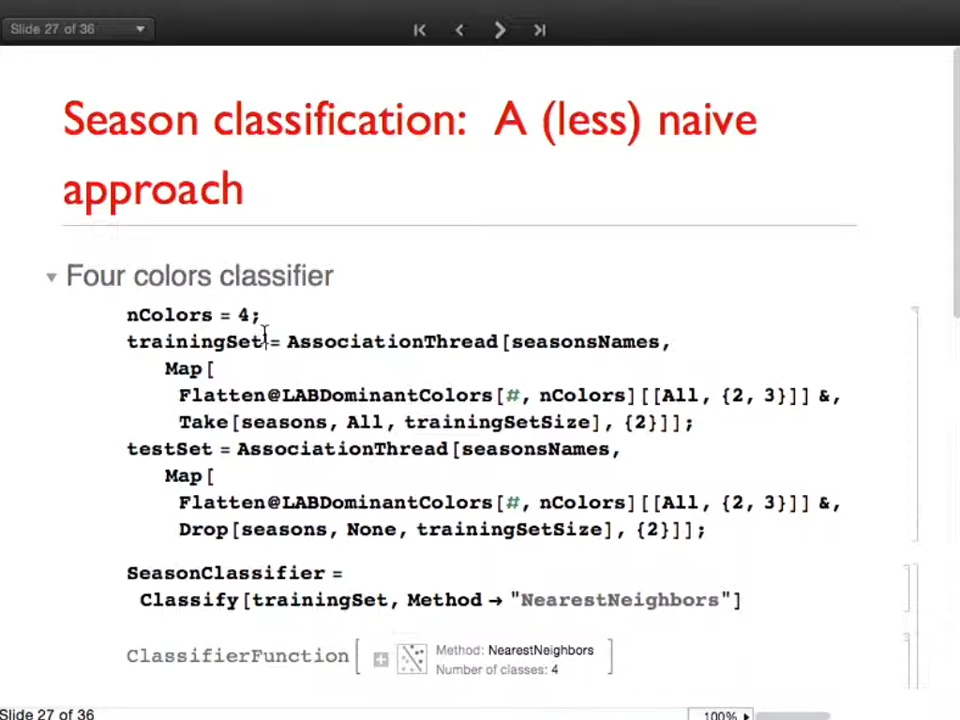 Slide 27 of 36
Season classification: A (less) naive
approach
Four colors classifier
nColors = 4;
trainingSet = AssociationThread[seasonsNames,
Map[
Flatten@LABDominantColors[#, nColors][[All, {2, 3}]] &,
Take[seasons, All, trainingSetSize], {2}]];
testSet = AssociationThread[seasonsNames,
Map[
Flatten@LABDominantColors[#, nColors][[All, {2, 3}]] &,
Drop[seasons, None, trainingSetSize], {2}]];
SeasonClassifier =
Classify[trainingSet, Method → "NearestNeighbors"]
ClassifierFunction[ Method: NearestNeighbors
Number of classes: 4 ]
Slide 27 of 36 100%